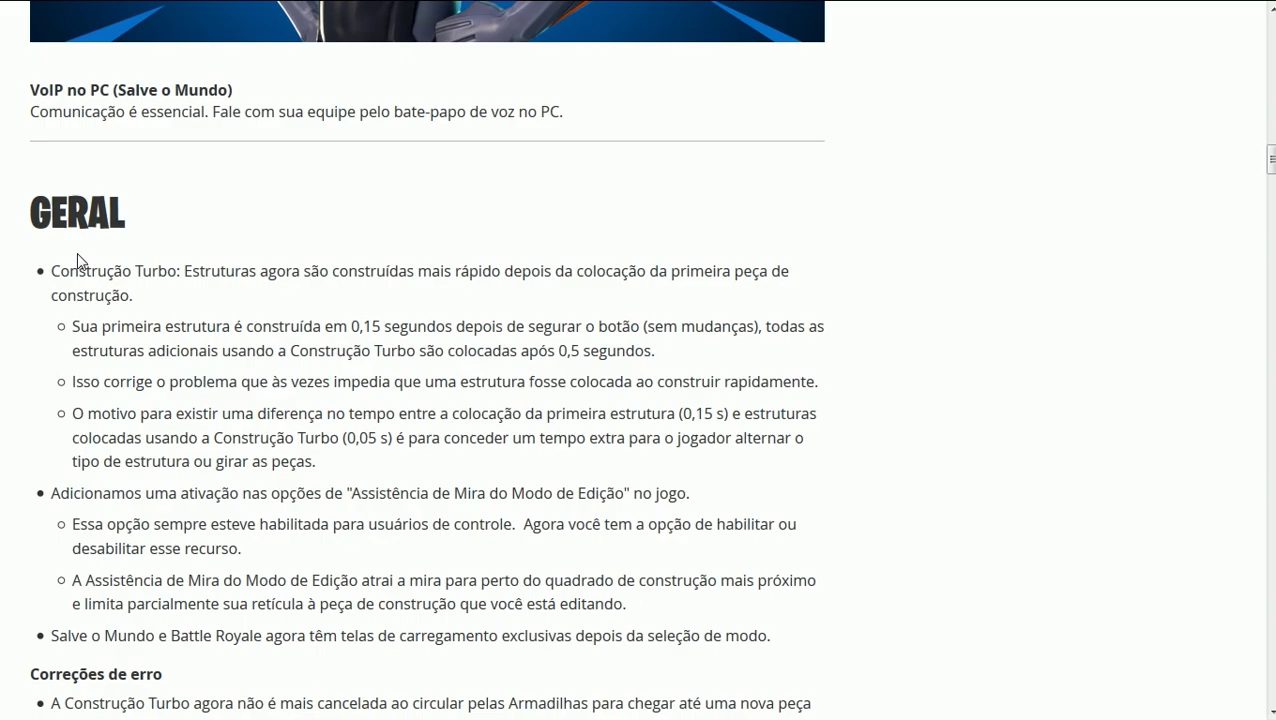 VoIP no PC (Salve o Mundo)
Comunicação é essencial. Fale com sua equipe pelo bate-papo de voz no PC.
GERAL
• Construção Turbo: Estruturas agora são construídas mais rápido depois da colocação da primeira peça de
construção.
○ Sua primeira estrutura é construída em 0,15 segundos depois de segurar o botão (sem mudanças), todas as
estruturas adicionais usando a Construção Turbo são colocadas após 0,5 segundos.
○ Isso corrige o problema que às vezes impedia que uma estrutura fosse colocada ao construir rapidamente.
○ O motivo para existir uma diferença no tempo entre a colocação da primeira estrutura (0,15 s) e estruturas
colocadas usando a Construção Turbo (0,05 s) é para conceder um tempo extra para o jogador alternar o
tipo de estrutura ou girar as peças.
• Adicionamos uma ativação nas opções de "Assistência de Mira do Modo de Edição" no jogo.
○ Essa opção sempre esteve habilitada para usuários de controle.  Agora você tem a opção de habilitar ou
desabilitar esse recurso.
○ A Assistência de Mira do Modo de Edição atrai a mira para perto do quadrado de construção mais próximo
e limita parcialmente sua retícula à peça de construção que você está editando.
• Salve o Mundo e Battle Royale agora têm telas de carregamento exclusivas depois da seleção de modo.
Correções de erro
• A Construção Turbo agora não é mais cancelada ao circular pelas Armadilhas para chegar até uma nova peça